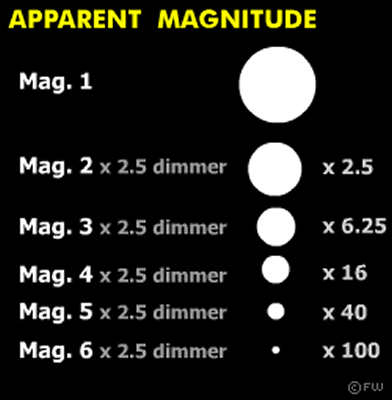 APPARENT MAGNITUDE
Mag. 1
Mag. 2 x 2.5 dimmer x 2.5
Mag. 3 x 2.5 dimmer x 6.25
Mag. 4 x 2.5 dimmer x 16
Mag. 5 x 2.5 dimmer x 40
Mag. 6 x 2.5 dimmer x 100
© FW